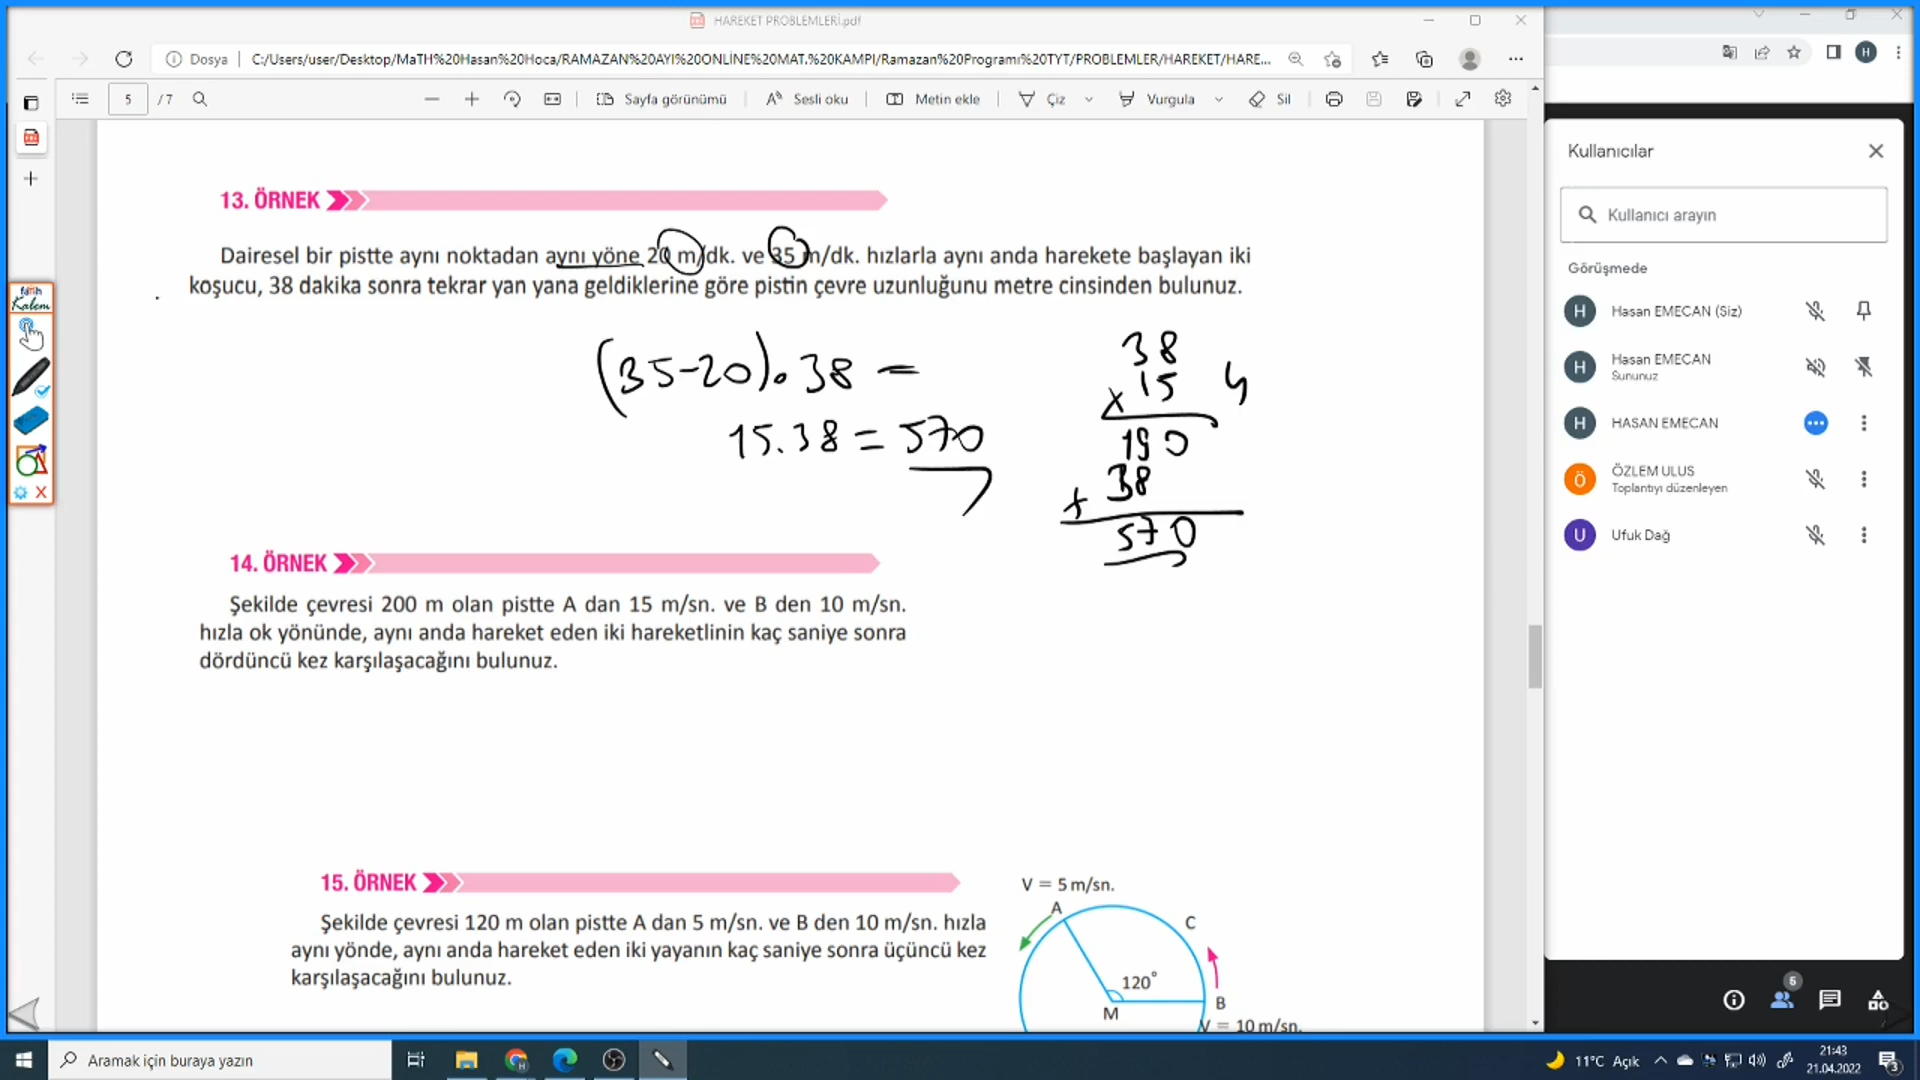 HAREKET PROBLEMLERİ.pdf
Dosya
C:/Users/user/Desktop/MaTH%20Hasan%20Hoca/RAMAZAN%20AYI%20ONLİNE%20MAT.%20KAMPI/Ramazan%20Programı%20TYT/PROBLEMLER/HAREKET/HARE...
5 /7
Sayfa görünümü
Sesli oku
Metin ekle
Çiz
Vurgula
Sil
fatih
Kalem
13. ÖRNEK
Dairesel bir pistte aynı noktadan aynı yöne 20 m/dk. ve 35 m/dk. hızlarla aynı anda harekete başlayan iki
koşucu, 38 dakika sonra tekrar yan yana geldiklerine göre pistin çevre uzunluğunu metre cinsinden bulunuz.
(35-20).38 =
15.38 = 570
38
x 15
4
190
+ 38
570
14. ÖRNEK
Şekilde çevresi 200 m olan pistte A dan 15 m/sn. ve B den 10 m/sn.
hızla ok yönünde, aynı anda hareket eden iki hareketlinin kaç saniye sonra
dördüncü kez karşılaşacağını bulunuz.
15. ÖRNEK
Şekilde çevresi 120 m olan pistte A dan 5 m/sn. ve B den 10 m/sn. hızla
aynı yönde, aynı anda hareket eden iki yayanın kaç saniye sonra üçüncü kez
karşılaşacağını bulunuz.
V = 5 m/sn.
A
C
120°
M
B
V = 10 m/sn.
H
Kullanıcılar
Kullanıcı arayın
Görüşmede
H Hasan EMECAN (Siz)
H Hasan EMECAN
Sununuz
H HASAN EMECAN
Ö ÖZLEM ULUS
Toplantıyı düzenleyen
U Ufuk Dağ
5
Aramak için buraya yazın
11°C Açık
21:43
21.04.2022
3